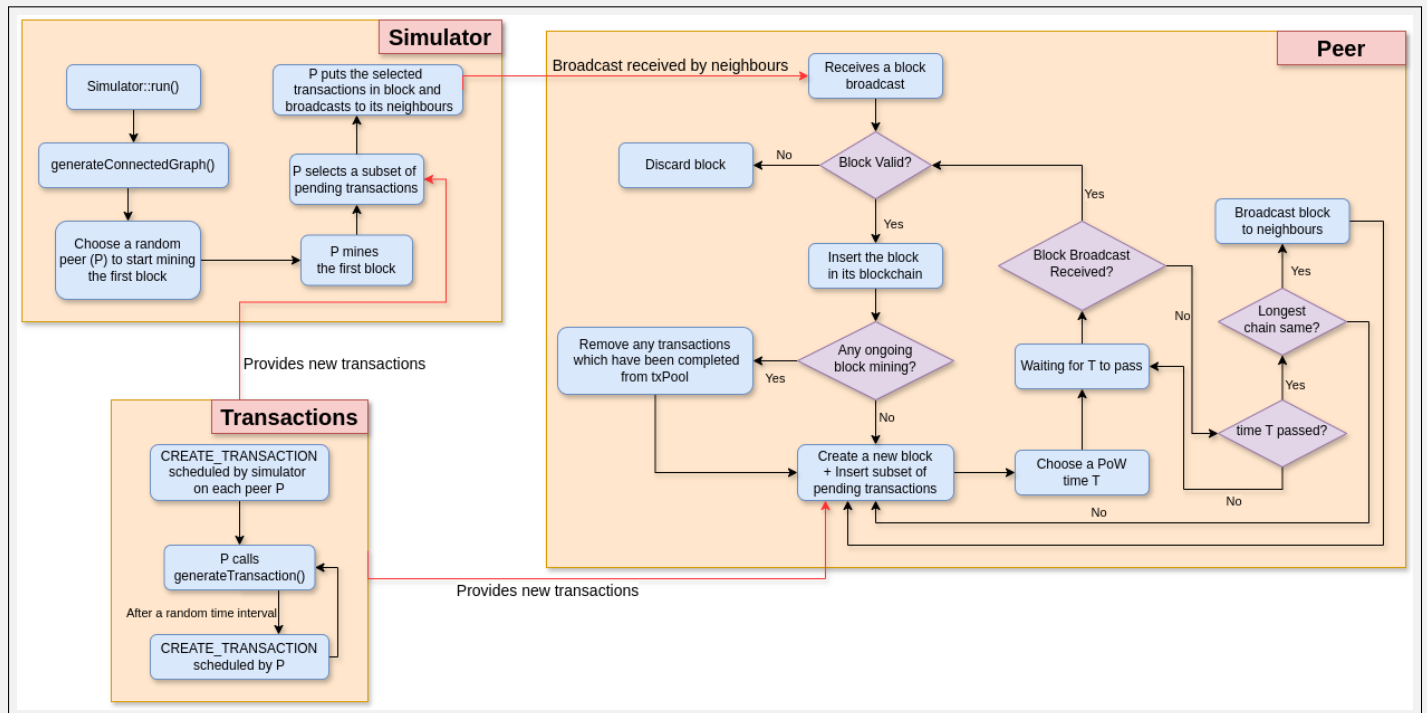 Simulator
Simulator::run()
generateConnectedGraph()
Choose a random
peer (P) to start mining
the first block
P mines
the first block
P selects a subset of
pending transactions
P puts the selected
transactions in block and
broadcasts to its neighbours
Broadcast received by neighbours
Provides new transactions
Transactions
CREATE_TRANSACTION
scheduled by simulator
on each peer P
P calls
generateTransaction()
After a random time interval
CREATE_TRANSACTION
scheduled by P
Provides new transactions
Peer
Receives a block
broadcast
Block Valid?
No
Discard block
Yes
Insert the block
in its blockchain
Any ongoing
block mining?
Yes
Remove any transactions
which have been completed
from txPool
No
Create a new block
+ Insert subset of
pending transactions
Choose a PoW
time T
Waiting for T to pass
Block Broadcast
Received?
Yes
No
time T passed?
No
Yes
Longest
chain same?
Yes
No
Broadcast block
to neighbours